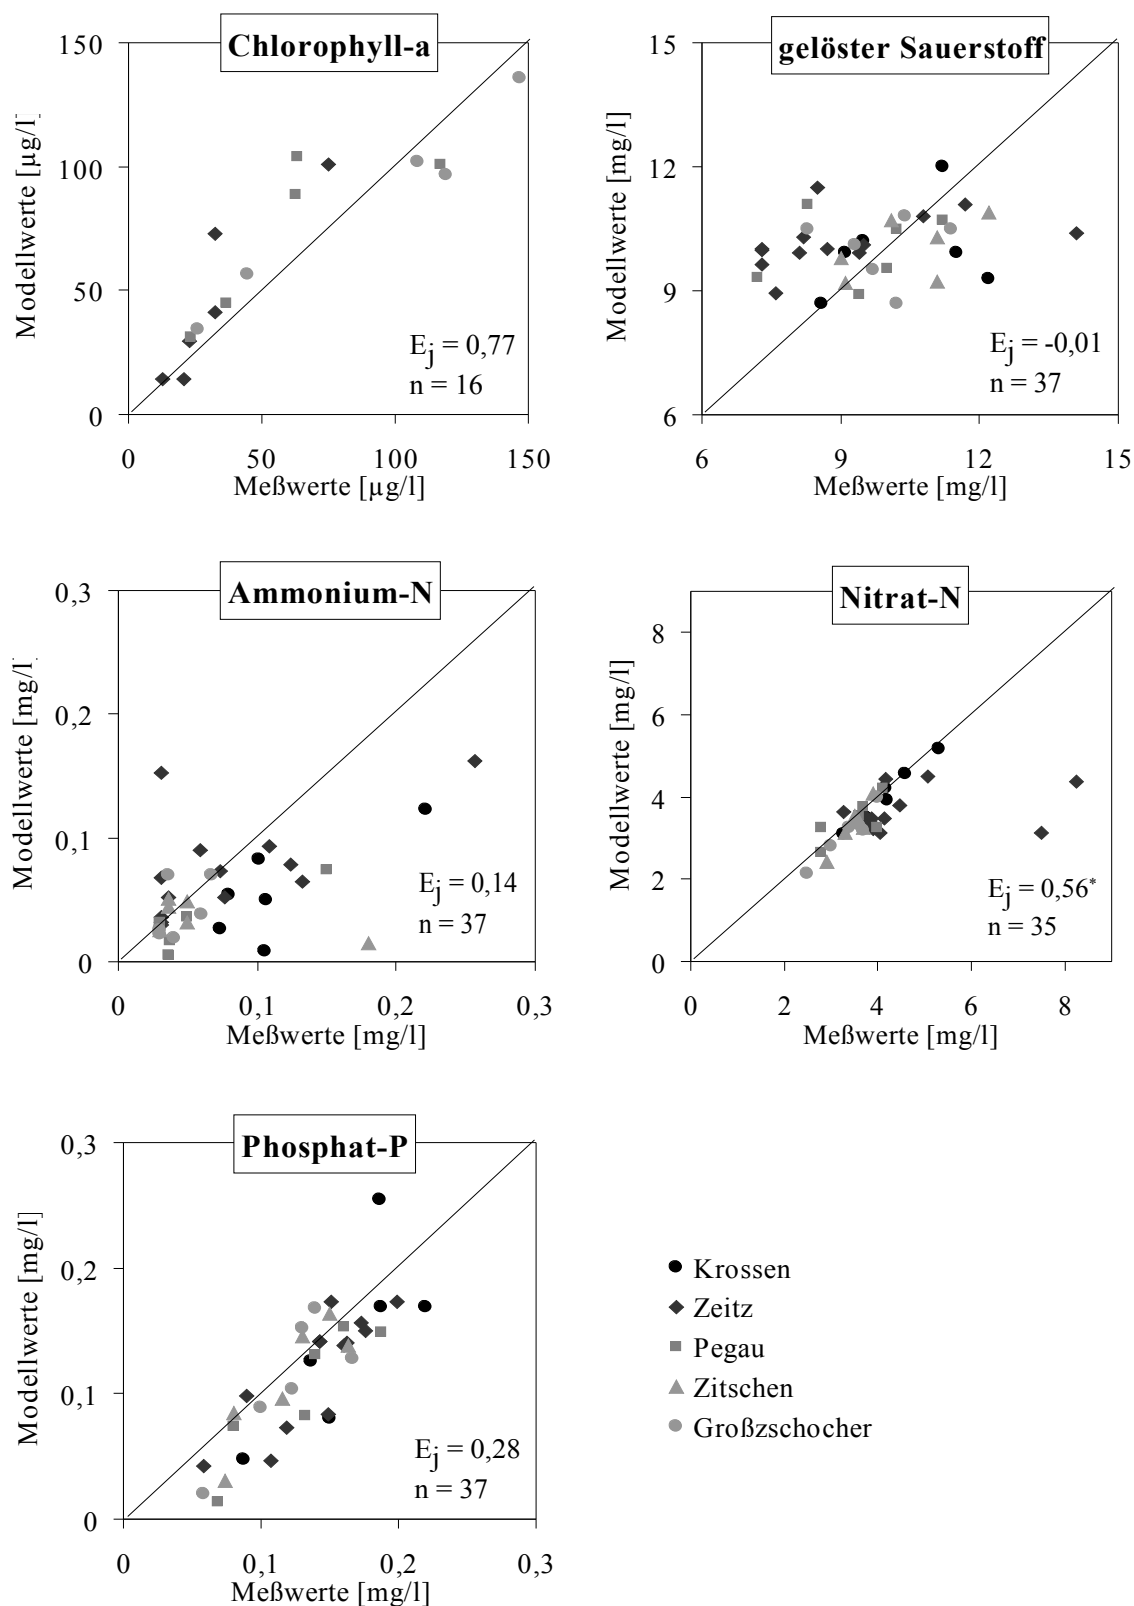 Chlorophyll-a
150
100
50
0
Modellwerte [µg/l]
E_j = 0,77
n = 16
0 50 100 150
Meßwerte [µg/l]
gelöster Sauerstoff
15
12
9
6
Modellwerte [mg/l]
E_j = -0,01
n = 37
6 9 12 15
Meßwerte [mg/l]
Ammonium-N
0,3
0,2
0,1
0
Modellwerte [mg/l]
E_j = 0,14
n = 37
0 0,1 0,2 0,3
Meßwerte [mg/l]
Nitrat-N
8
6
4
2
0
Modellwerte [mg/l]
E_j = 0,56*
n = 35
0 2 4 6 8
Meßwerte [mg/l]
Phosphat-P
0,3
0,2
0,1
0
Modellwerte [mg/l]
E_j = 0,28
n = 37
0 0,1 0,2 0,3
Meßwerte [mg/l]
Krossen
Zeitz
Pegau
Zitschen
Großzschocher